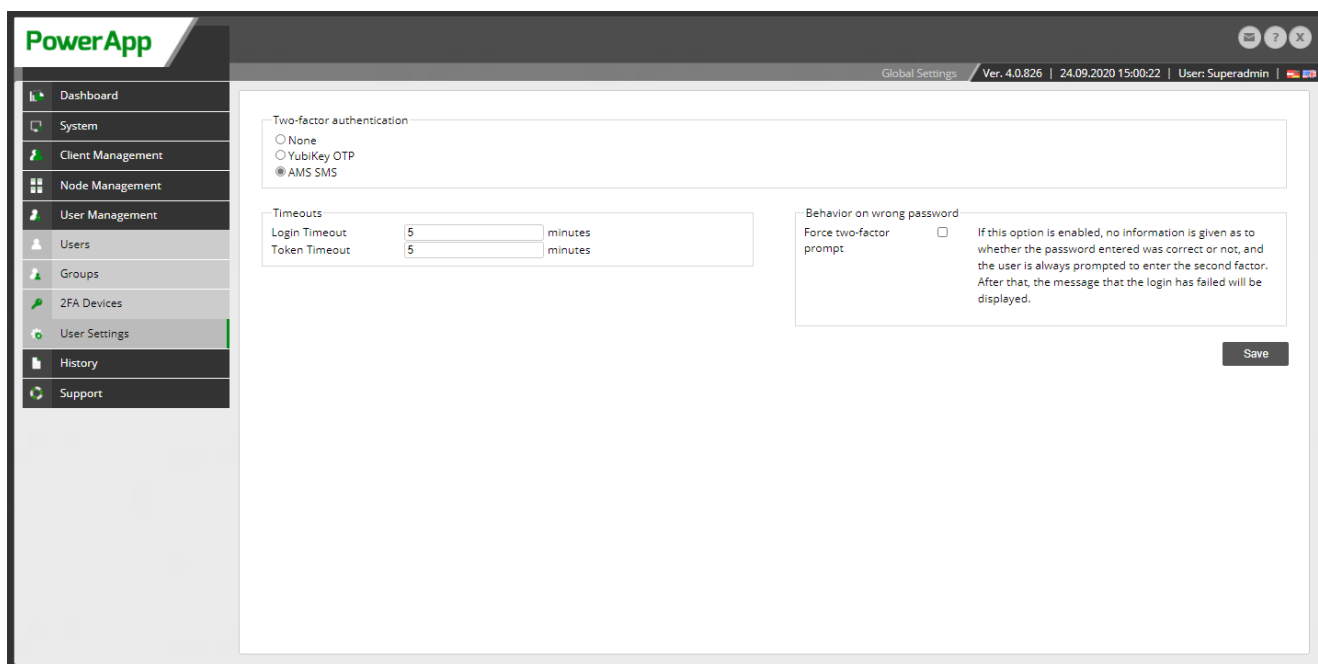 PowerApp
Global Settings
Ver. 4.0.826 | 24.09.2020 15:00:22 | User: Superadmin |
Dashboard
System
Client Management
Node Management
User Management
Users
Groups
2FA Devices
User Settings
History
Support
Two-factor authentication
None
YubiKey OTP
AMS SMS
Timeouts
Login Timeout 5 minutes
Token Timeout 5 minutes
Behavior on wrong password
Force two-factor
prompt
If this option is enabled, no information is given as to
whether the password entered was correct or not, and
the user is always prompted to enter the second factor.
After that, the message that the login has failed will be
displayed.
Save